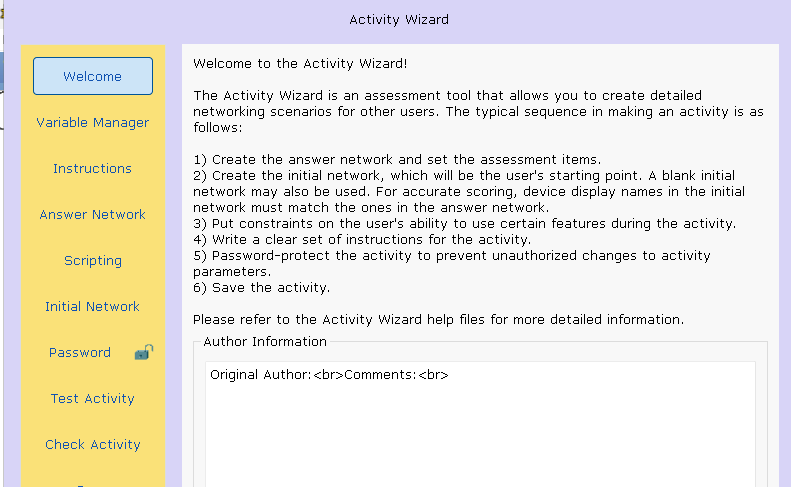 Activity Wizard
Welcome
Variable Manager
Instructions
Answer Network
Scripting
Initial Network
Password
Test Activity
Check Activity
Welcome to the Activity Wizard!
The Activity Wizard is an assessment tool that allows you to create detailed
networking scenarios for other users. The typical sequence in making an activity is as
follows:
1) Create the answer network and set the assessment items.
2) Create the initial network, which will be the user's starting point. A blank initial
network may also be used. For accurate scoring, device display names in the initial
network must match the ones in the answer network.
3) Put constraints on the user's ability to use certain features during the activity.
4) Write a clear set of instructions for the activity.
5) Password-protect the activity to prevent unauthorized changes to activity
parameters.
6) Save the activity.
Please refer to the Activity Wizard help files for more detailed information.
Author Information
Original Author:<br>Comments:<br>